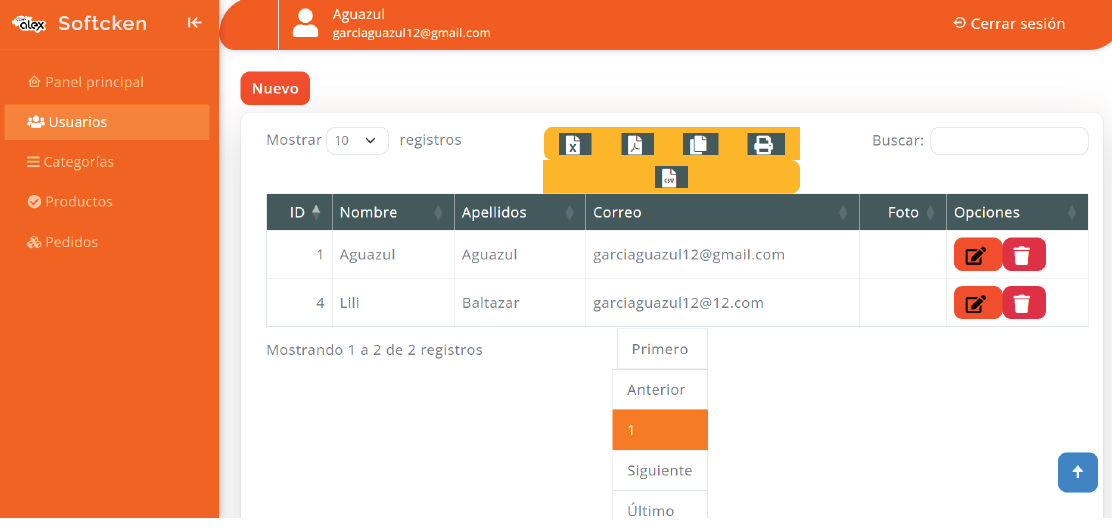 alex Softcken
Aguazul
garciaguazul12@gmail.com
Cerrar sesión
Panel principal
Usuarios
Categorías
Productos
Pedidos
Nuevo
Mostrar 10 registros
Buscar:
CSV
ID Nombre Apellidos Correo Foto Opciones
1 Aguazul Aguazul garciaguazul12@gmail.com
4 Lili Baltazar garciaguazul12@12.com
Mostrando 1 a 2 de 2 registros
Primero
Anterior
1
Siguiente
Último